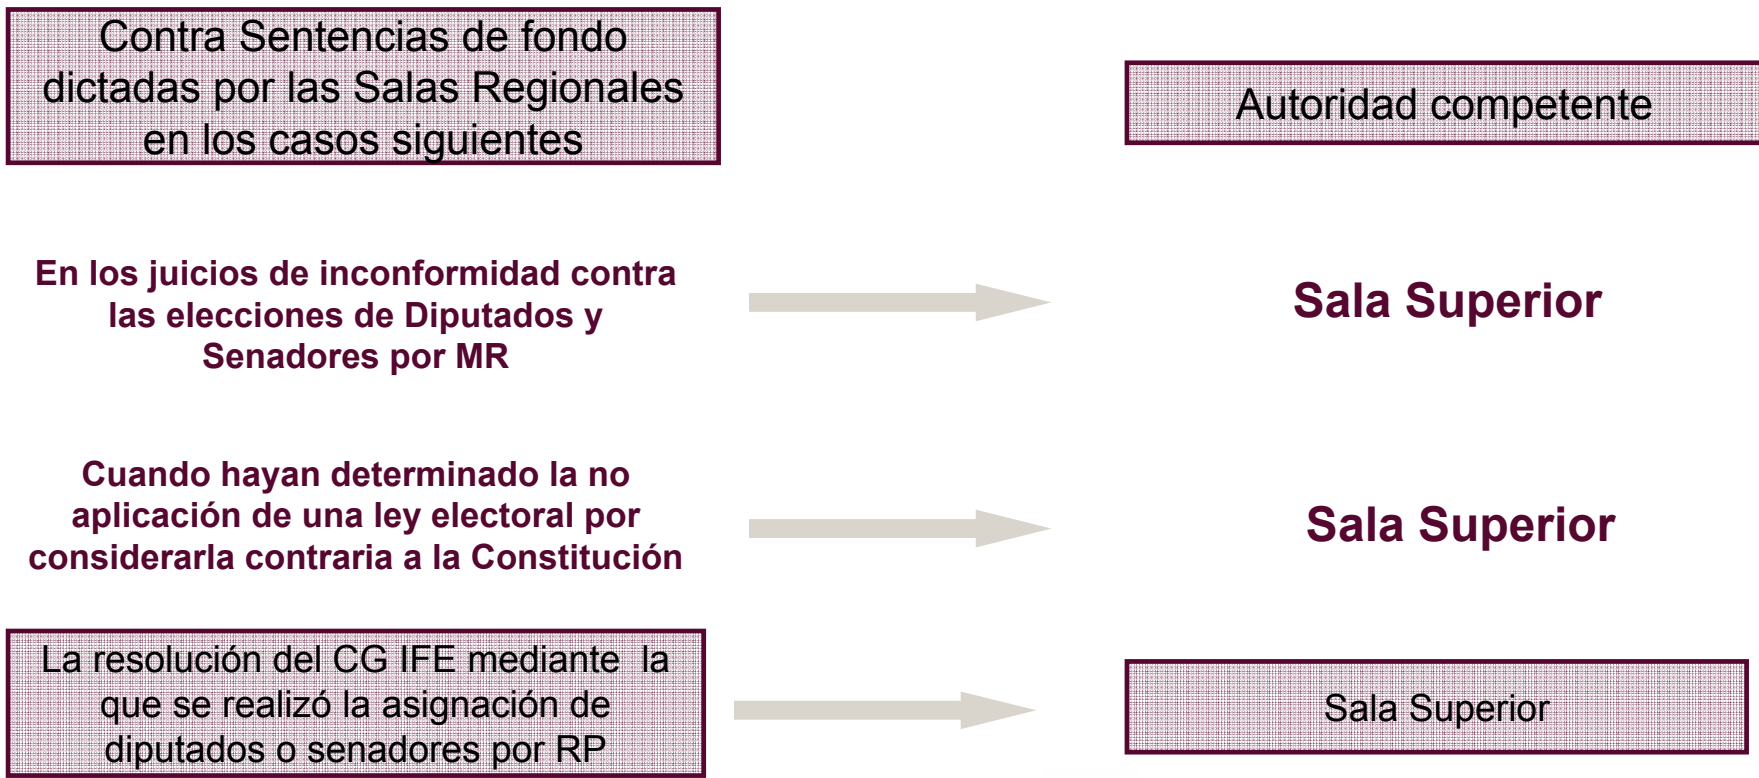 Contra Sentencias de fondo
dictadas por las Salas Regionales
en los casos siguientes
Autoridad competente
En los juicios de inconformidad contra
las elecciones de Diputados y
Senadores por MR
Sala Superior
Cuando hayan determinado la no
aplicación de una ley electoral por
considerarla contraria a la Constitución
Sala Superior
La resolución del CG IFE mediante la
que se realizó la asignación de
diputados o senadores por RP
Sala Superior